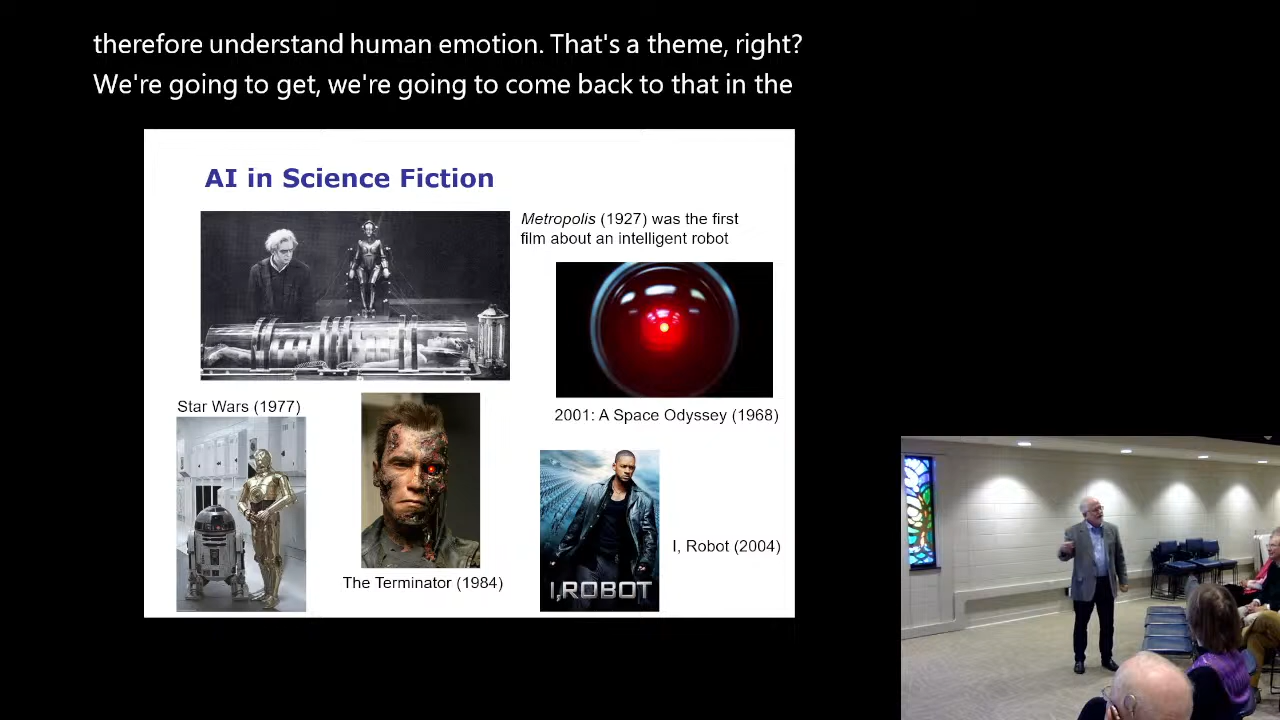 therefore understand human emotion. That's a theme, right?
We're going to get, we're going to come back to that in the
AI in Science Fiction
Metropolis (1927) was the first
film about an intelligent robot
2001: A Space Odyssey (1968)
Star Wars (1977)
The Terminator (1984)
I,ROBOT
I, Robot (2004)